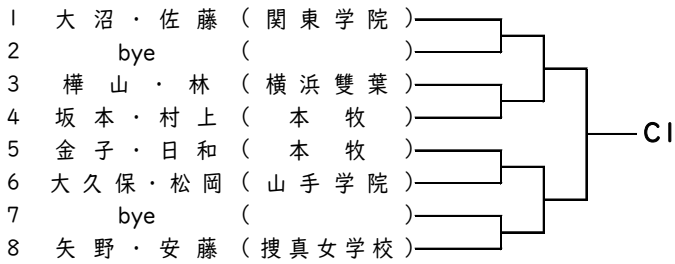 1 大沼・佐藤 (関東学院)
2 bye ( )
3 樺山・林 (横浜雙葉)
4 坂本・村上 (本牧)
5 金子・日和 (本牧)
6 大久保・松岡 (山手学院)
7 bye ( )
8 矢野・安藤 (捜真女学校)
C1